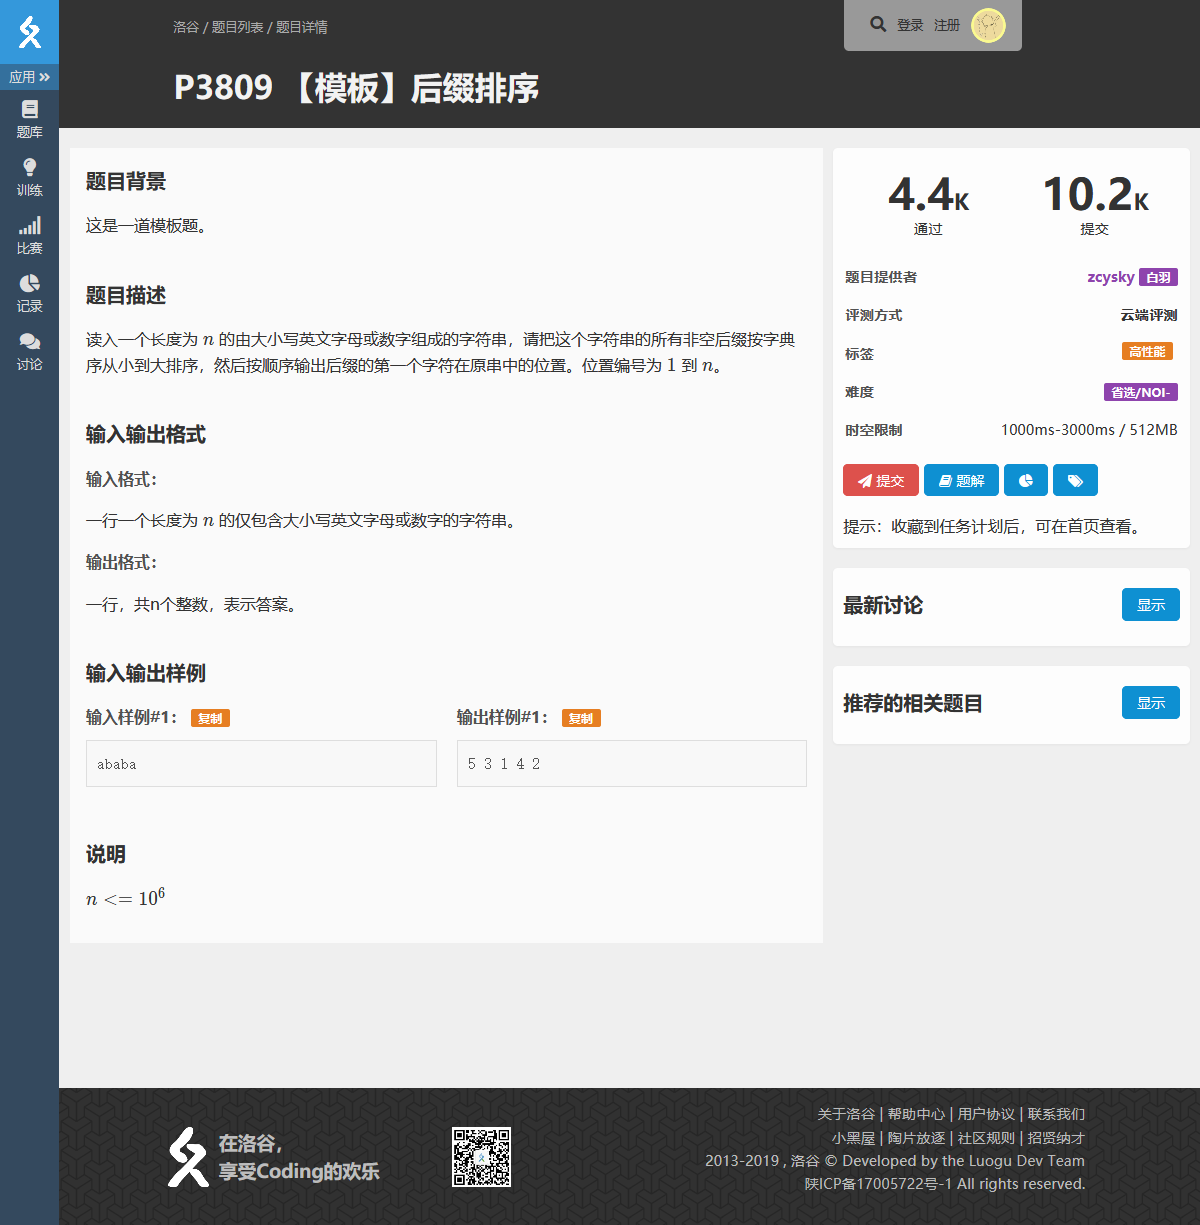 洛谷 / 题目列表 / 题目详情
登录 注册
P3809 【模板】后缀排序
应用
题库
训练
比赛
记录
讨论
题目背景
这是一道模板题。
题目描述
读入一个长度为 n 的由大小写英文字母或数字组成的字符串，请把这个字符串的所有非空后缀按字典
序从小到大排序，然后按顺序输出后缀的第一个字符在原串中的位置。位置编号为 1 到 n。
输入输出格式
输入格式：
一行一个长度为 n 的仅包含大小写英文字母或数字的字符串。
输出格式：
一行，共n个整数，表示答案。
输入输出样例
输入样例#1： 复制
ababa
输出样例#1： 复制
5 3 1 4 2
说明
n <= 10^6
4.4K 10.2K
通过 提交
题目提供者 zcysky 白羽
评测方式 云端评测
标签 高性能
难度 省选/NOI-
时空限制 1000ms-3000ms / 512MB
提交 题解
提示：收藏到任务计划后，可在首页查看。
最新讨论 显示
推荐的相关题目 显示
在洛谷，
享受Coding的欢乐
关于洛谷 | 帮助中心 | 用户协议 | 联系我们
小黑屋 | 陶片放逐 | 社区规则 | 招贤纳才
2013-2019 , 洛谷 © Developed by the Luogu Dev Team
陕ICP备17005722号-1 All rights reserved.